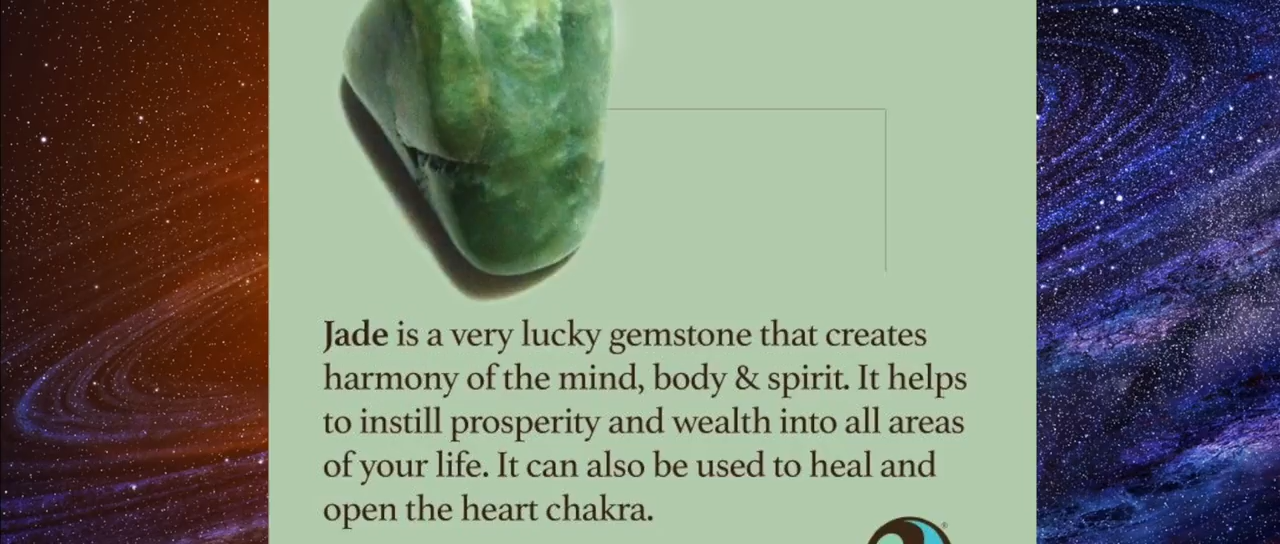 Jade is a very lucky gemstone that creates
harmony of the mind, body & spirit. It helps
to instill prosperity and wealth into all areas
of your life. It can also be used to heal and
open the heart chakra.
®